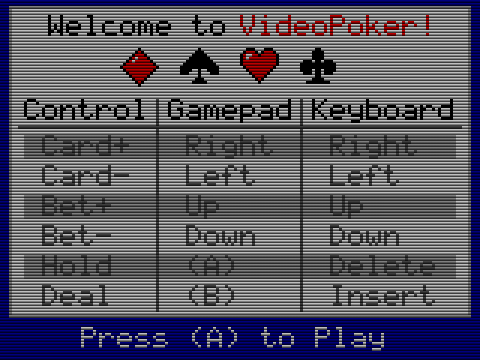 Welcome to VideoPoker!
Control Gamepad Keyboard
Card+ Right Right
Card- Left Left
Bet+ Up Up
Bet- Down Down
Hold (A) Delete
Deal (B) Insert
Press (A) to Play